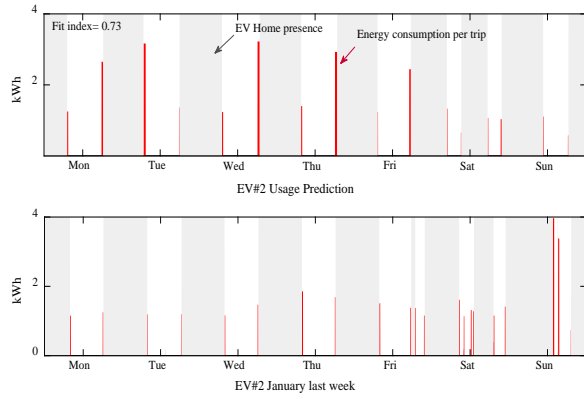 4
Fit index= 0.73
EV Home presence
Energy consumption per trip
2
kWh
0
Mon Tue Wed Thu Fri Sat Sun
EV#2 Usage Prediction
4
2
kWh
0
Mon Tue Wed Thu Fri Sat Sun
EV#2 January last week